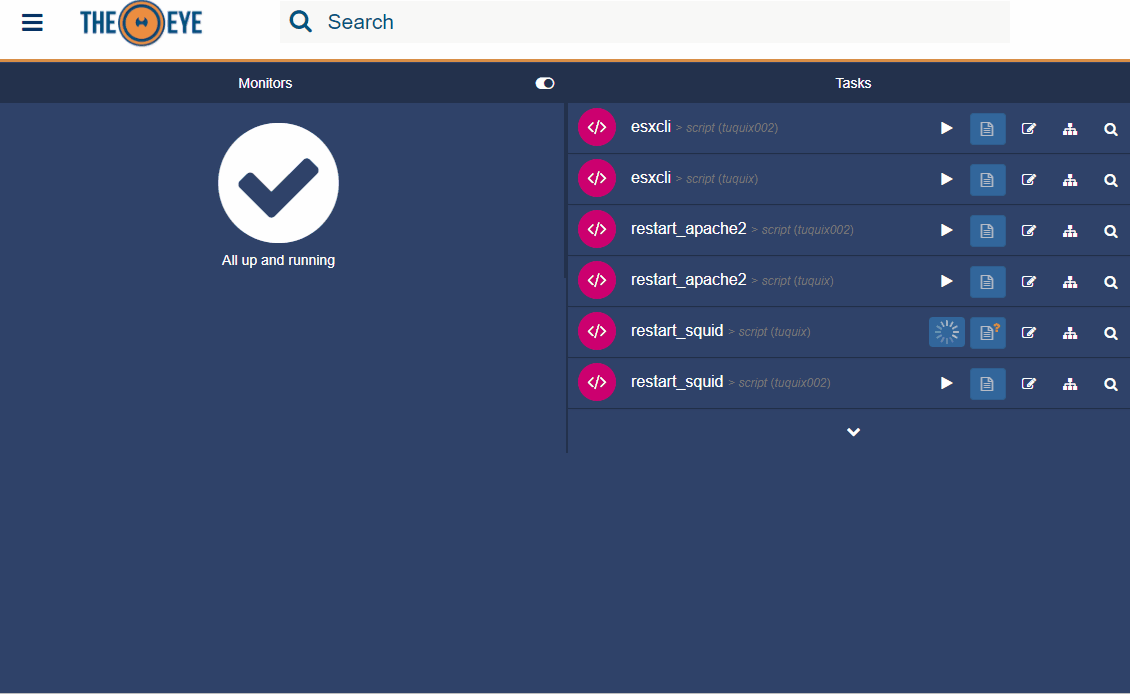 THE EYE
Search
Monitors
Tasks
All up and running
esxcli > script (tuquix002)
esxcli > script (tuquix)
restart_apache2 > script (tuquix002)
restart_apache2 > script (tuquix)
restart_squid > script (tuquix)
?
restart_squid > script (tuquix002)